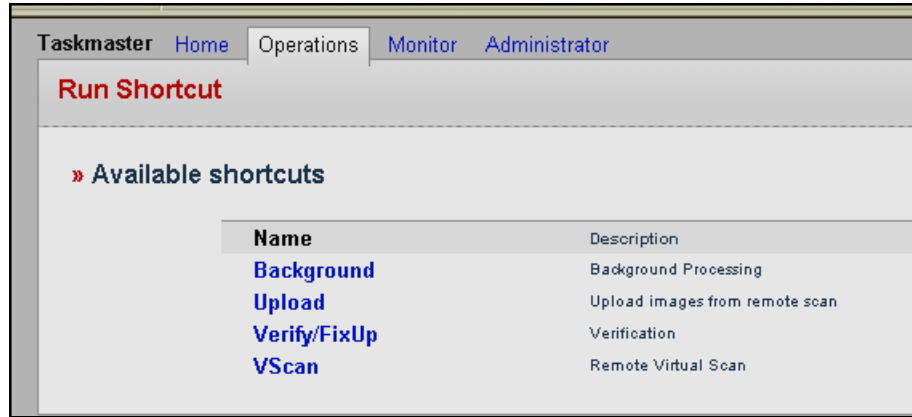 Taskmaster Home Operations Monitor Administrator
Run Shortcut
» Available shortcuts
Name Description
Background Background Processing
Upload Upload images from remote scan
Verify/FixUp Verification
VScan Remote Virtual Scan